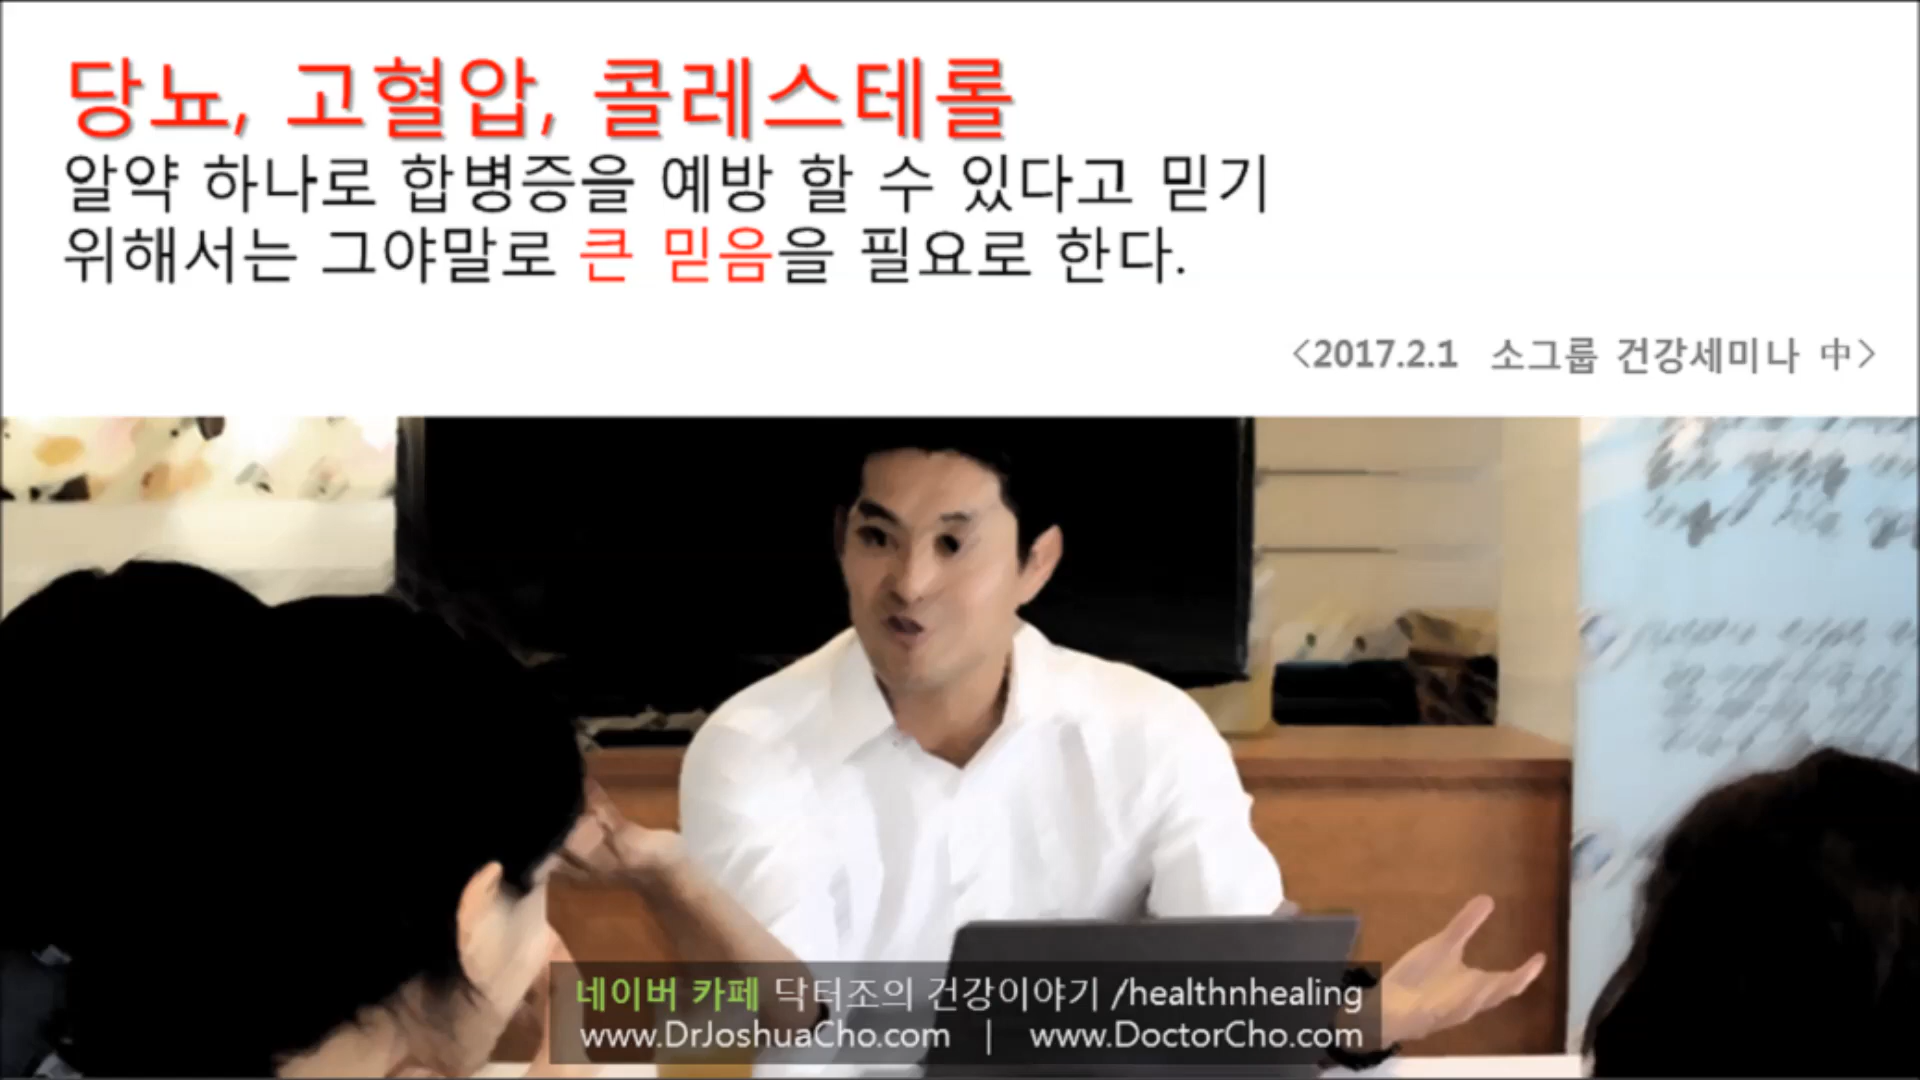 당뇨, 고혈압, 콜레스테롤
알약 하나로 합병증을 예방 할 수 있다고 믿기
위해서는 그야말로 큰 믿음을 필요로 한다.
<2017.2.1 소그룹 건강세미나 中>
네이버 카페 닥터조의 건강이야기 /healthnhealing
www.DrJoshuaCho.com | www.DoctorCho.com